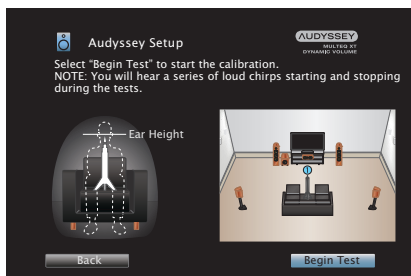 Audyssey Setup
AUDYSSEY
MULTEQ XT
DYNAMIC VOLUME
Select “Begin Test” to start the calibration.
NOTE: You will hear a series of loud chirps starting and stopping
during the tests.
Ear Height
1
Back
Begin Test